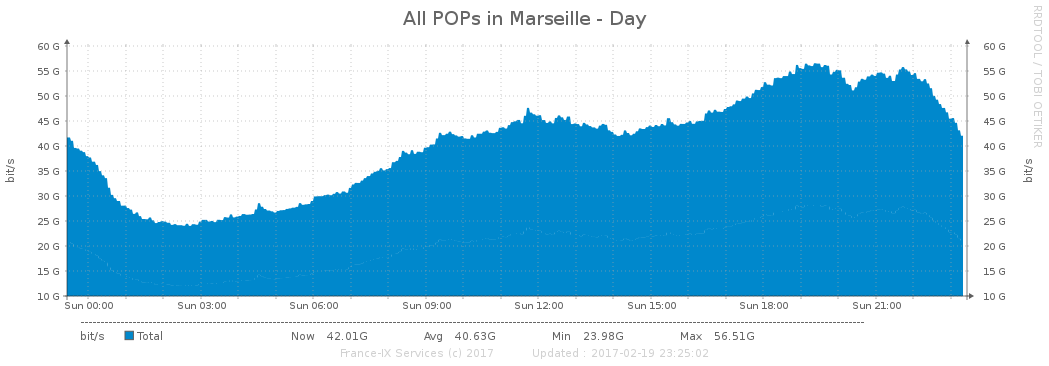 All POPs in Marseille - Day
RRDTOOL / TOBI OETIKER
60 G 60 G
55 G 55 G
50 G 50 G
45 G 45 G
40 G 40 G
35 G 35 G
30 G 30 G
25 G 25 G
20 G 20 G
15 G 15 G
10 G 10 G
bit/s bit/s
Sun 00:00 Sun 03:00 Sun 06:00 Sun 09:00 Sun 12:00 Sun 15:00 Sun 18:00 Sun 21:00
bit/s Total Now 42.01G Avg 40.63G Min 23.98G Max 56.51G
France-IX Services (c) 2017 Updated : 2017-02-19 23:25:02